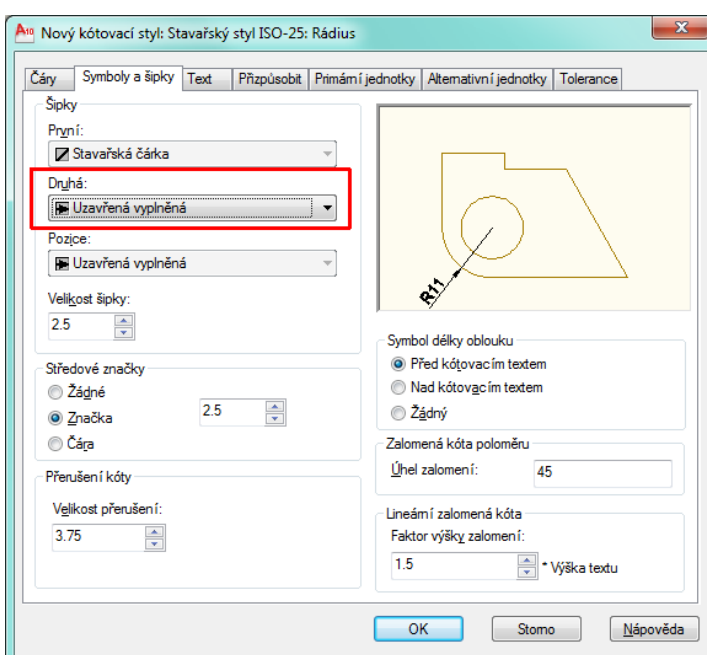 A10 Nový kótovací styl: Stavařský styl ISO-25: Rádius
Čáry Symboly a šipky Text Přizpůsobit Primární jednotky Alternativní jednotky Tolerance
Šipky
První:
Stavařská čárka
Druhá:
Uzavřená vyplněná
Pozice:
Uzavřená vyplněná
Velikost šipky:
2.5
Středové značky
Žádné
Značka
2.5
Čára
Přerušení kóty
Velikost přerušení:
3.75
R11
Symbol délky oblouku
Před kótovacím textem
Nad kótovacím textem
Žádný
Zalomená kóta poloměru
Úhel zalomení: 45
Lineární zalomená kóta
Faktor výšky zalomení:
1.5 * Výška textu
OK Storno Nápověda